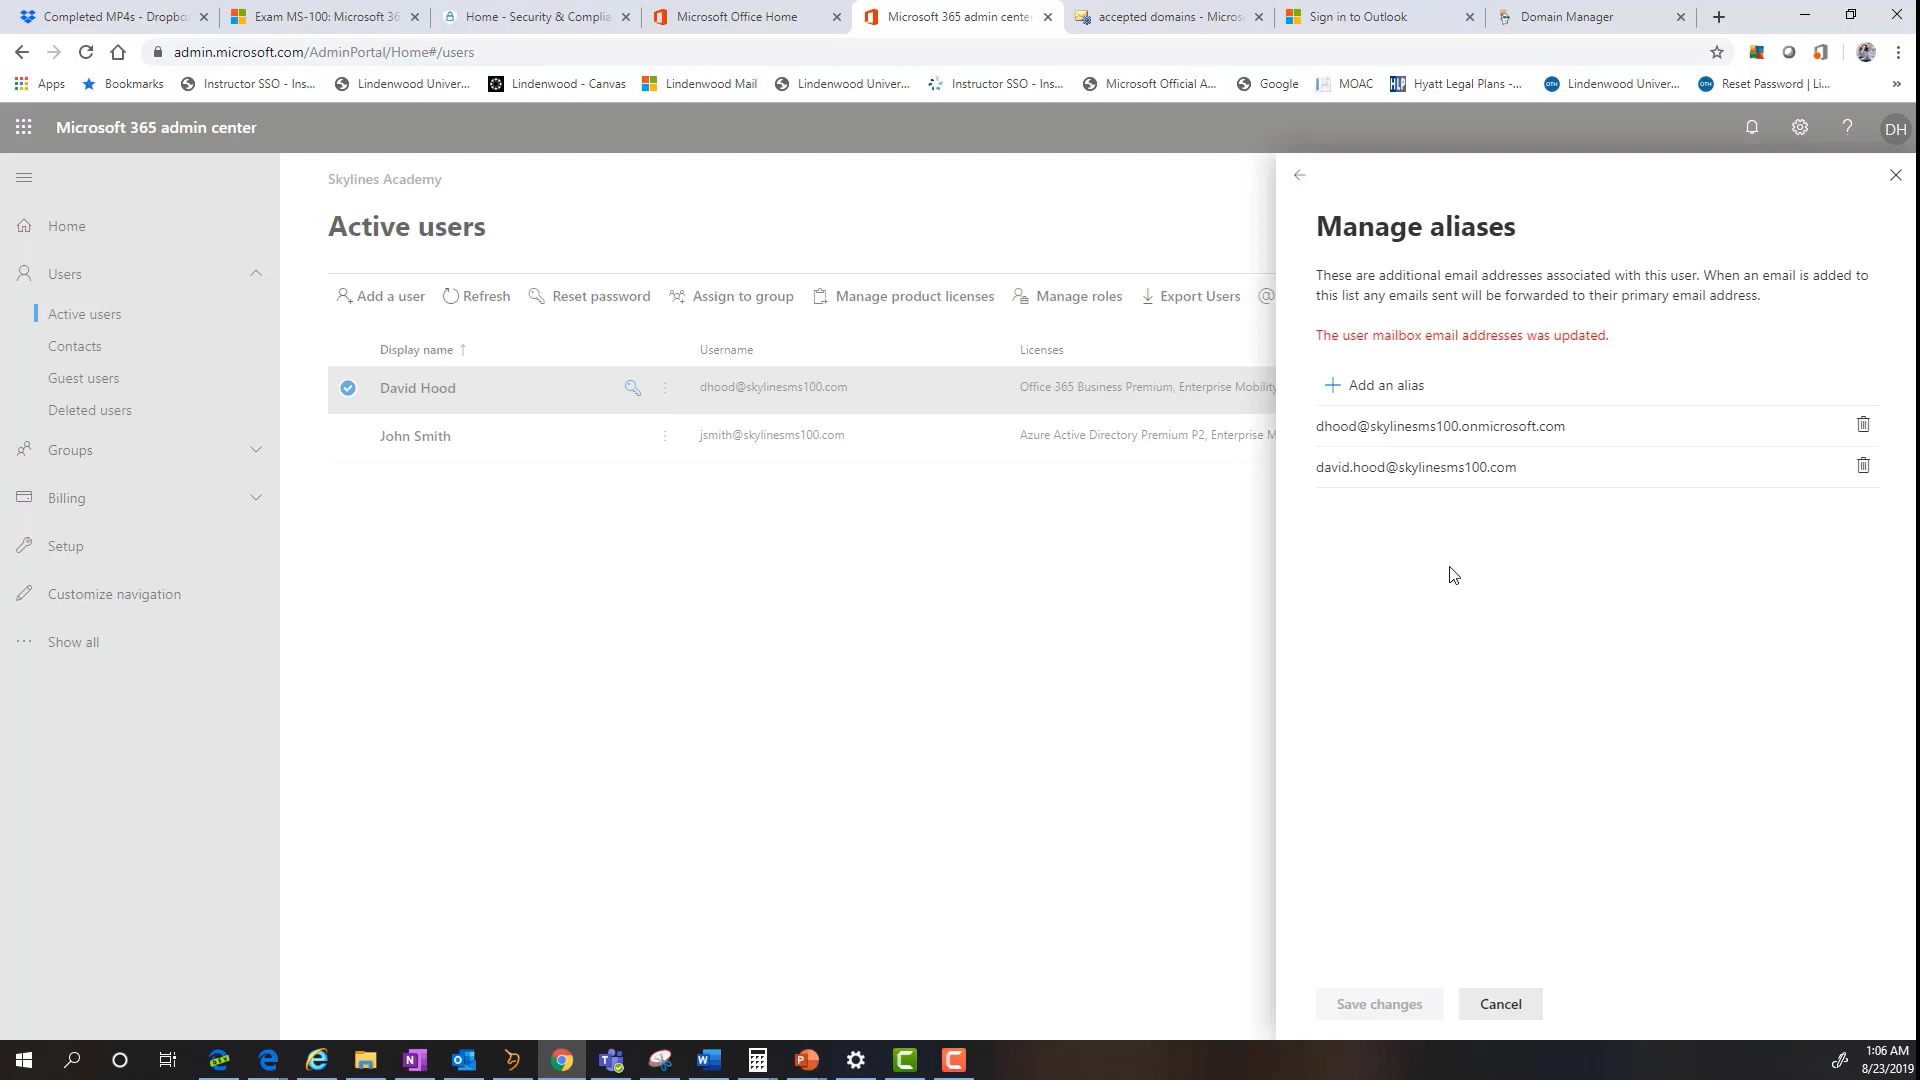 Completed MP4s - Dropbo
Exam MS-100: Microsoft 36
Home - Security & Complia
Microsoft Office Home
Microsoft 365 admin center
accepted domains - Micros
Sign in to Outlook
Domain Manager
admin.microsoft.com/AdminPortal/Home#/users
Apps
Bookmarks
Instructor SSO - Ins...
Lindenwood Univer...
Lindenwood - Canvas
Lindenwood Mail
Lindenwood Univer...
Instructor SSO - Ins...
Microsoft Official A...
Google
MOAC
HLP
Hyatt Legal Plans -...
Lindenwood Univer...
Reset Password | Li...
Microsoft 365 admin center
DH
Home
Users
Active users
Contacts
Guest users
Deleted users
Groups
Billing
Setup
Customize navigation
Show all
Skylines Academy
Active users
Add a user
Refresh
Reset password
Assign to group
Manage product licenses
Manage roles
Export Users
Display name
Username
Licenses
David Hood
dhood@skylinesms100.com
Office 365 Business Premium, Enterprise Mobility
John Smith
jsmith@skylinesms100.com
Azure Active Directory Premium P2, Enterprise M
Manage aliases
These are additional email addresses associated with this user. When an email is added to
this list any emails sent will be forwarded to their primary email address.
The user mailbox email addresses was updated.
Add an alias
dhood@skylinesms100.onmicrosoft.com
david.hood@skylinesms100.com
Save changes
Cancel
1:06 AM
8/23/2019